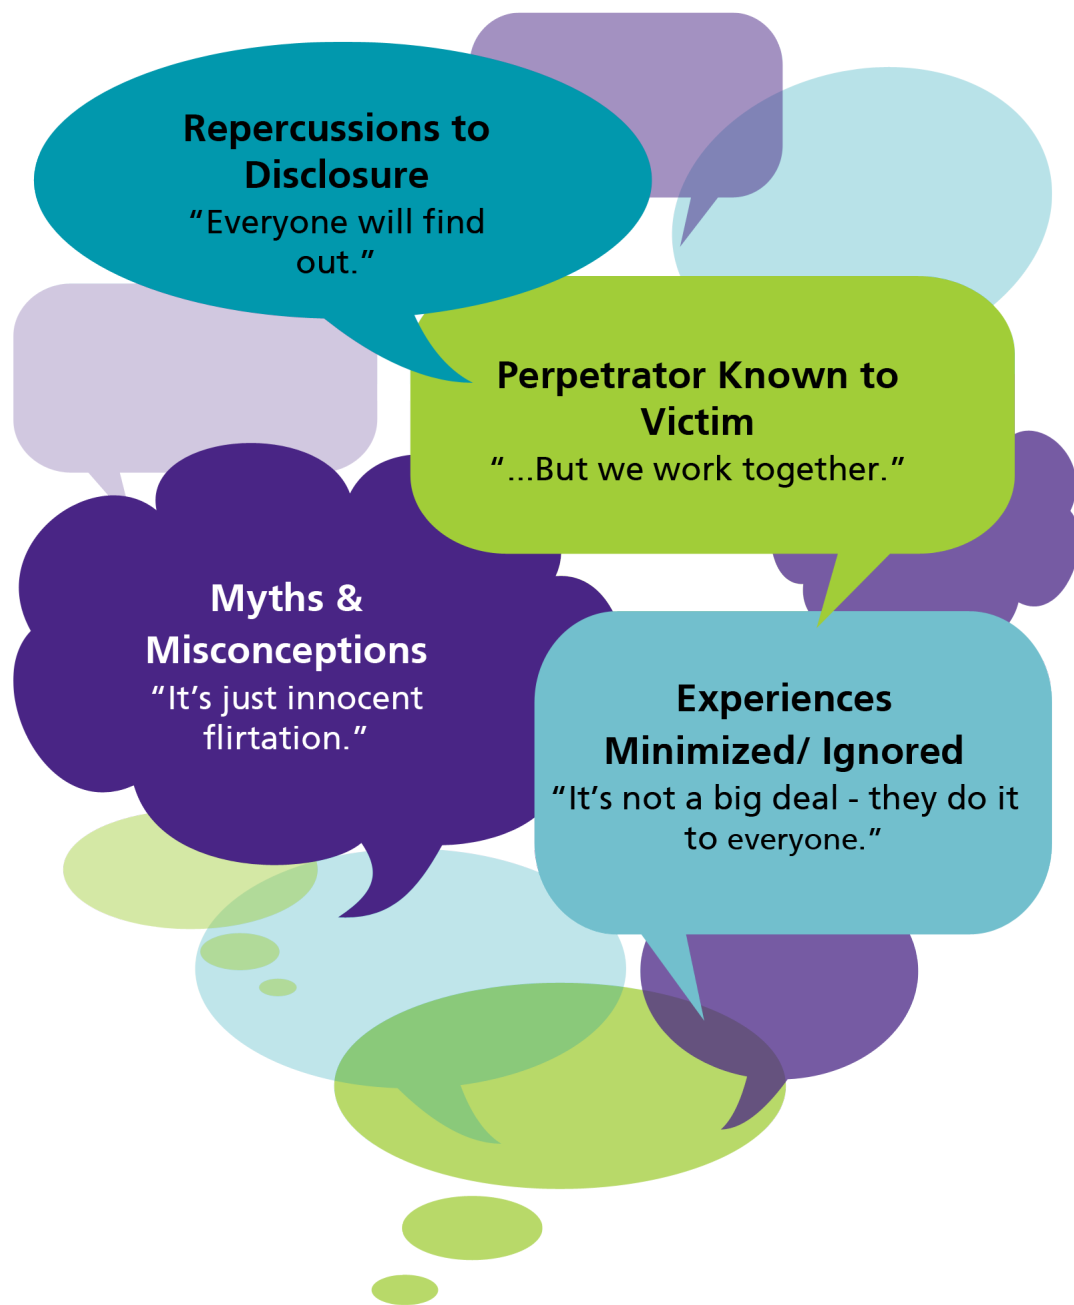 Repercussions to
Disclosure
“Everyone will find
out.”
Perpetrator Known to
Victim
“...But we work together.”
Myths &
Misconceptions
“It’s just innocent
flirtation.”
Experiences
Minimized/ Ignored
“It’s not a big deal - they do it
to everyone.”